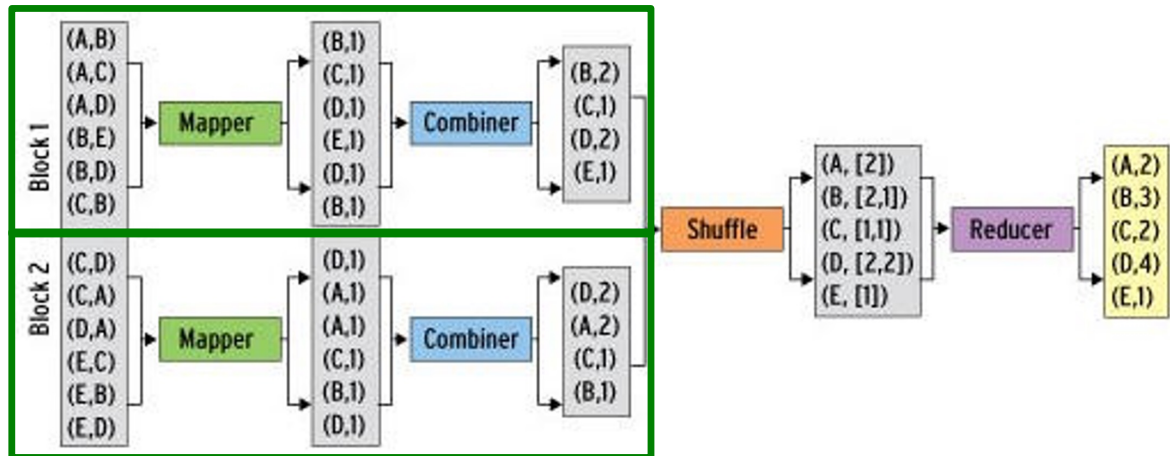 Block 1
(A,B)
(A,C)
(A,D)
(B,E)
(B,D)
(C,B)
Mapper
(B,1)
(C,1)
(D,1)
(E,1)
(D,1)
(B,1)
Combiner
(B,2)
(C,1)
(D,2)
(E,1)
Block 2
(C,D)
(C,A)
(D,A)
(E,C)
(E,B)
(E,D)
Mapper
(D,1)
(A,1)
(A,1)
(C,1)
(B,1)
(D,1)
Combiner
(D,2)
(A,2)
(C,1)
(B,1)
Shuffle
(A, [2])
(B, [2,1])
(C, [1,1])
(D, [2,2])
(E, [1])
Reducer
(A,2)
(B,3)
(C,2)
(D,4)
(E,1)